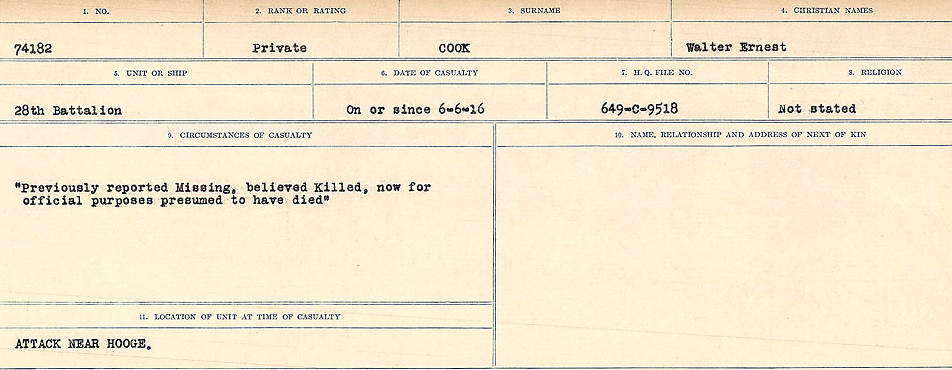 1. NO.
2. RANK OR RATING
3. SURNAME
4. CHRISTIAN NAMES
74182
Private
COOK
Walter Ernest
5. UNIT OR SHIP
6. DATE OF CASUALTY
7. H. Q. FILE NO.
8. RELIGION
28th Battalion
On or since 6-6-16
649-C-9518
Not stated
9. CIRCUMSTANCES OF CASUALTY
10. NAME, RELATIONSHIP AND ADDRESS OF NEXT OF KIN
"Previously reported Missing, believed Killed, now for
official purposes presumed to have died"
11. LOCATION OF UNIT AT TIME OF CASUALTY
ATTACK NEAR HOOGE.